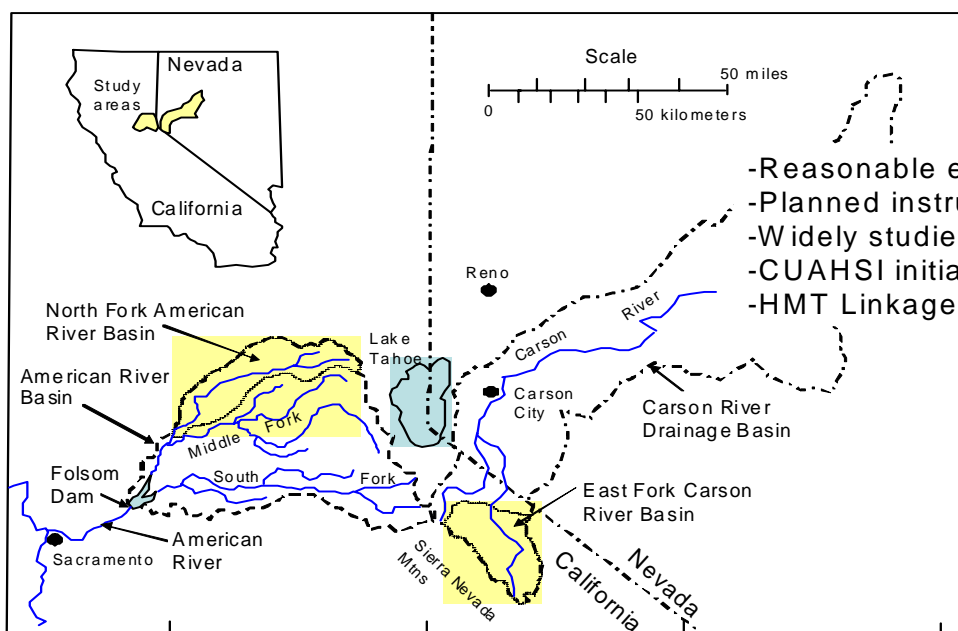 Nevada
Study
areas
California
Scale
50 miles
0
50 kilometers
-Reasonable e
-Planned instru
-Widely studie
-CUAHSI initia
-HMT Linkage
Reno
North Fork American
River Basin
Lake
Tahoe
Carson
River
American River
Basin
Carson
City
Carson River
Drainage Basin
Middle
Fork
Folsom
Dam
South
Fork
East Fork Carson
River Basin
American
River
Sacramento
Sierra Nevada
Mtns
Nevada
California